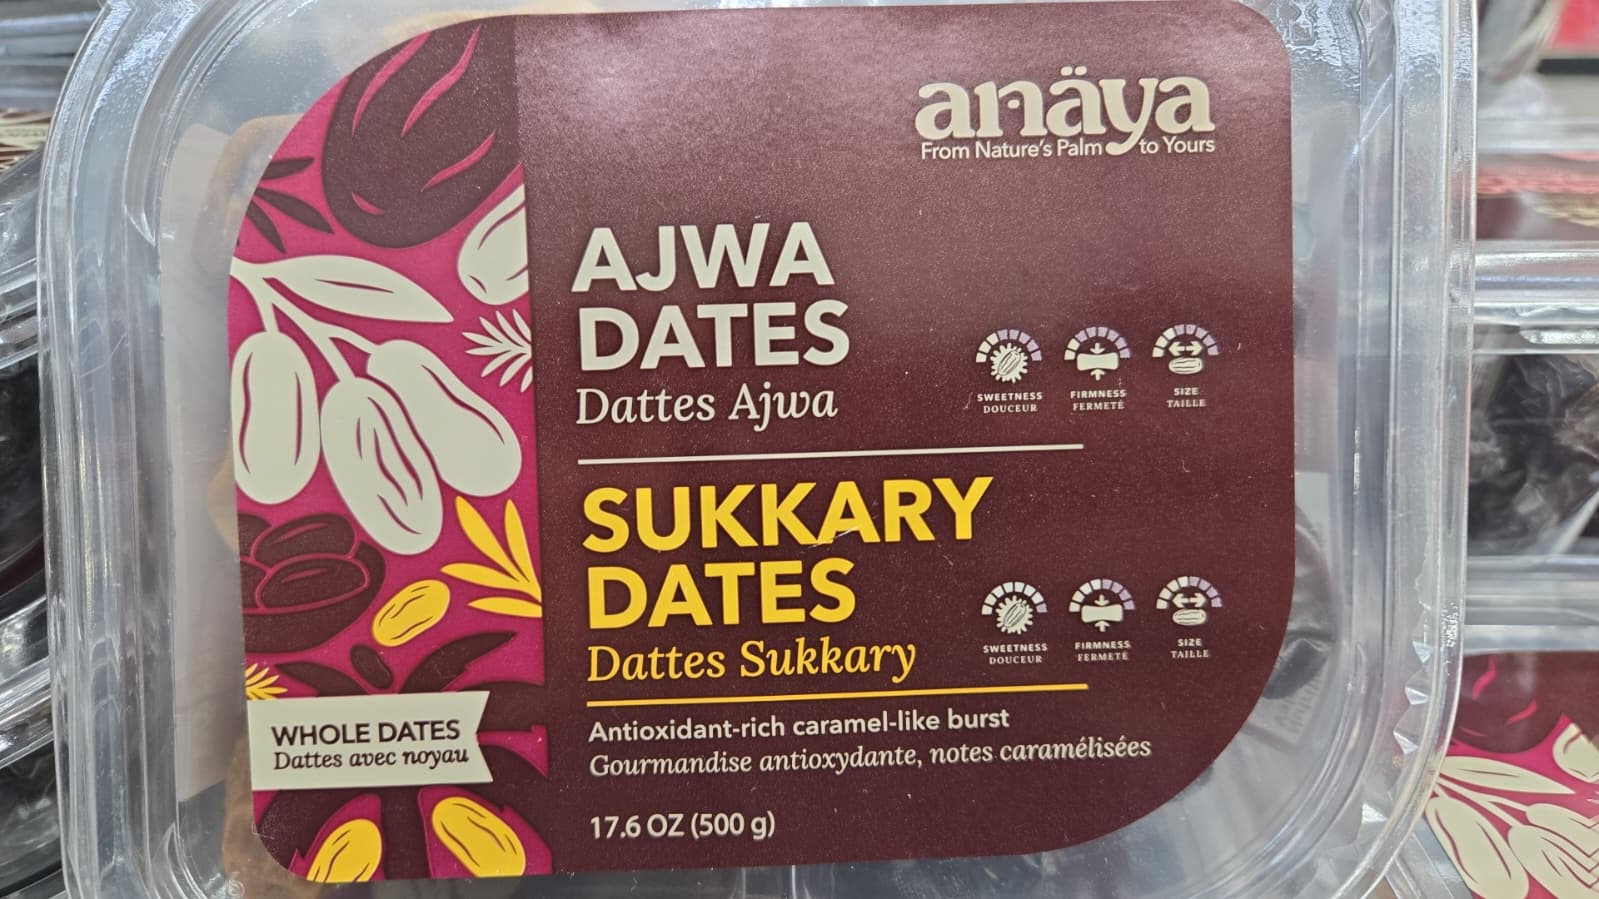 anäya
From Nature's Palm to Yours
AJWA
DATES
Dattes Ajwa
SWEETNESS
DOUCEUR
FIRMNESS
FERMETÉ
SIZE
TAILLE
SUKKARY
DATES
Dattes Sukkary
SWEETNESS
DOUCEUR
FIRMNESS
FERMETÉ
SIZE
TAILLE
Antioxidant-rich caramel-like burst
Gourmandise antioxydante, notes caramélisées
WHOLE DATES
Dattes avec noyau
17.6 OZ (500 g)